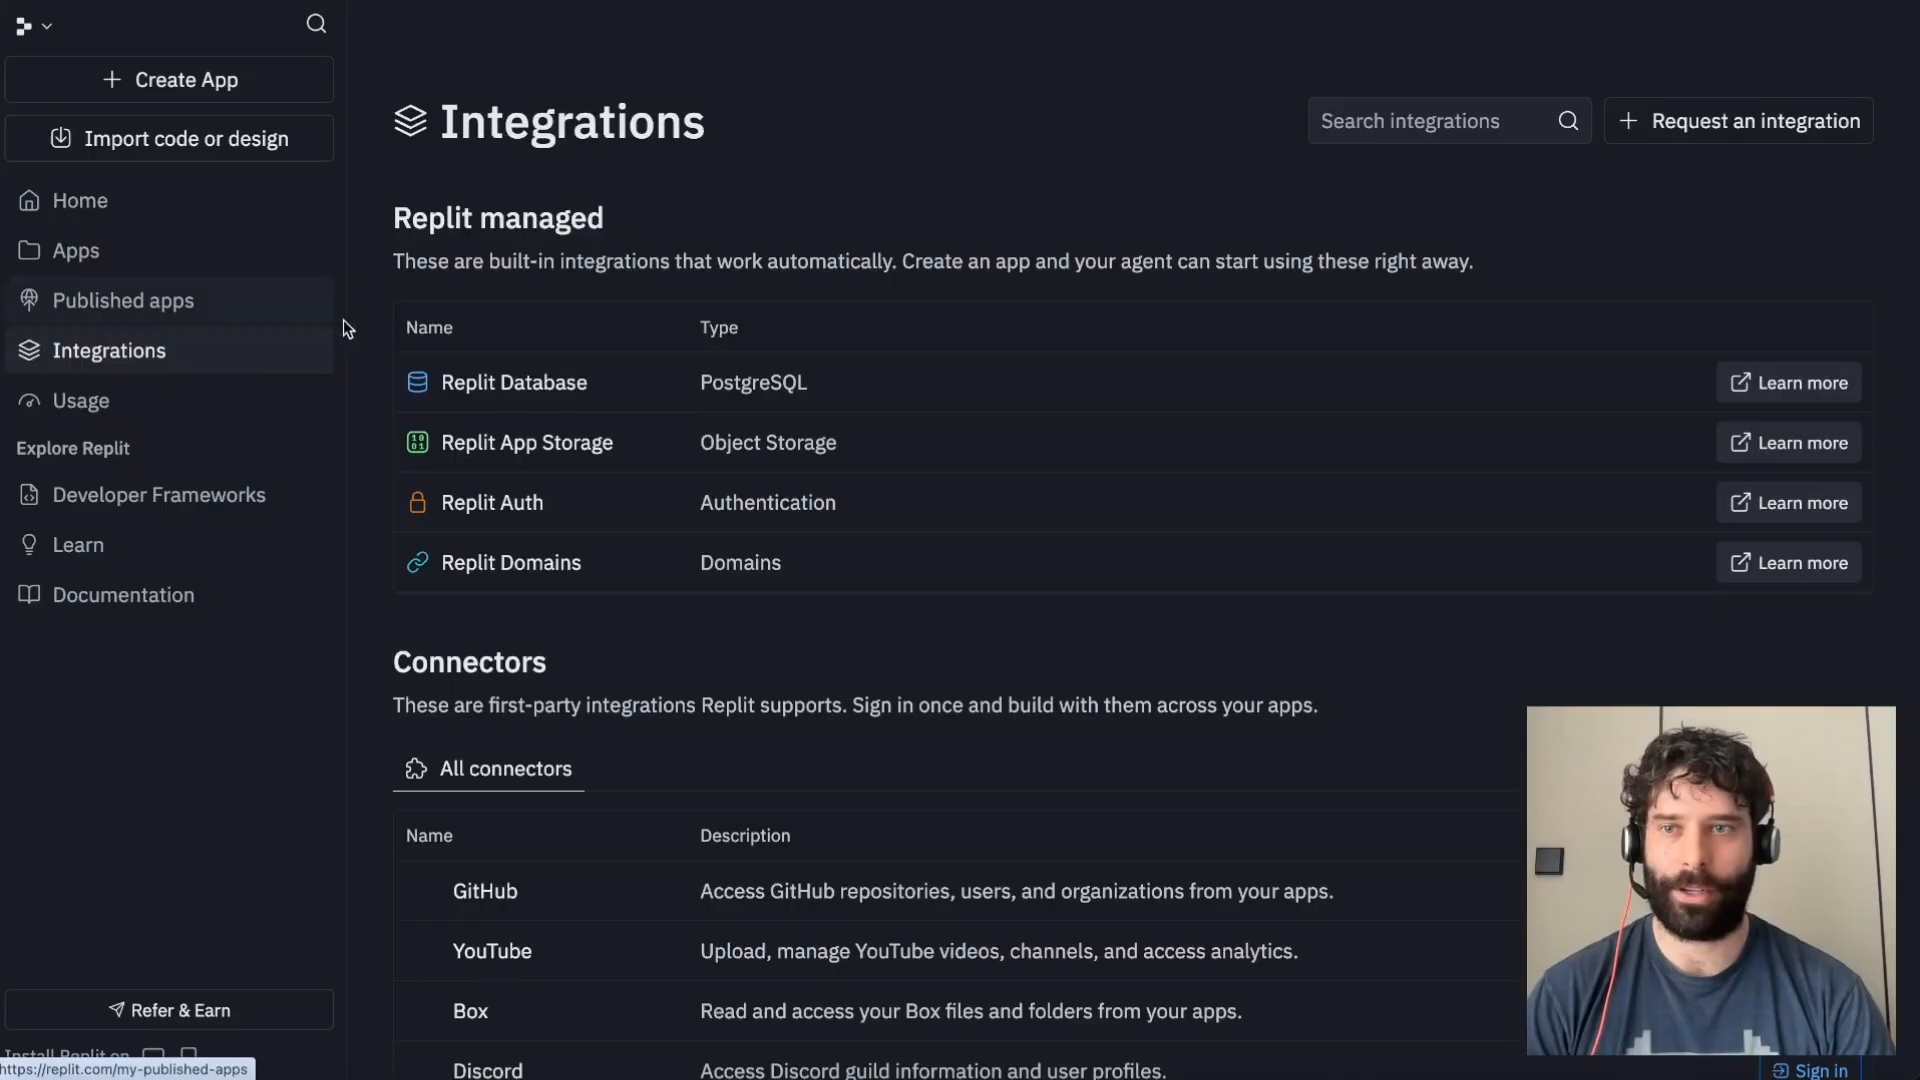 Create App
Import code or design
Home
Apps
Published apps
Integrations
Usage
Explore Replit
Developer Frameworks
Learn
Documentation
Refer & Earn
Install Replit on
https://replit.com/my-published-apps
Integrations
Search integrations
Request an integration
Replit managed
These are built-in integrations that work automatically. Create an app and your agent can start using these right away.
Name Type
Replit Database PostgreSQL Learn more
Replit App Storage Object Storage Learn more
Replit Auth Authentication Learn more
Replit Domains Domains Learn more
Connectors
These are first-party integrations Replit supports. Sign in once and build with them across your apps.
All connectors
Name Description
GitHub Access GitHub repositories, users, and organizations from your apps.
YouTube Upload, manage YouTube videos, channels, and access analytics.
Box Read and access your Box files and folders from your apps.
Discord Access Discord guild information and user profiles. Sign in